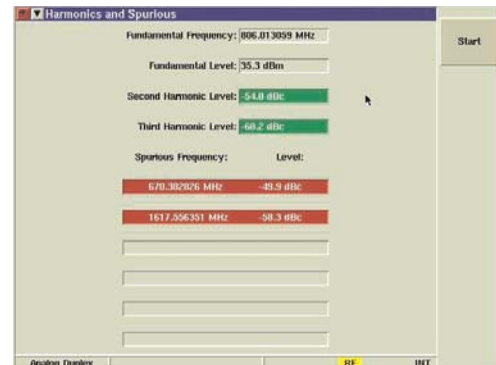 Harmonics and Spurious
Fundamental Frequency: 806.013059 MHz
Start
Fundamental Level: 35.3 dBm
Second Harmonic Level: -54.0 dBc
Third Harmonic Level: -60.2 dBc
Spurious Frequency: Level:
670.302826 MHz -49.9 dBc
1617.556351 MHz -58.3 dBc
Analog Duplex RF INT